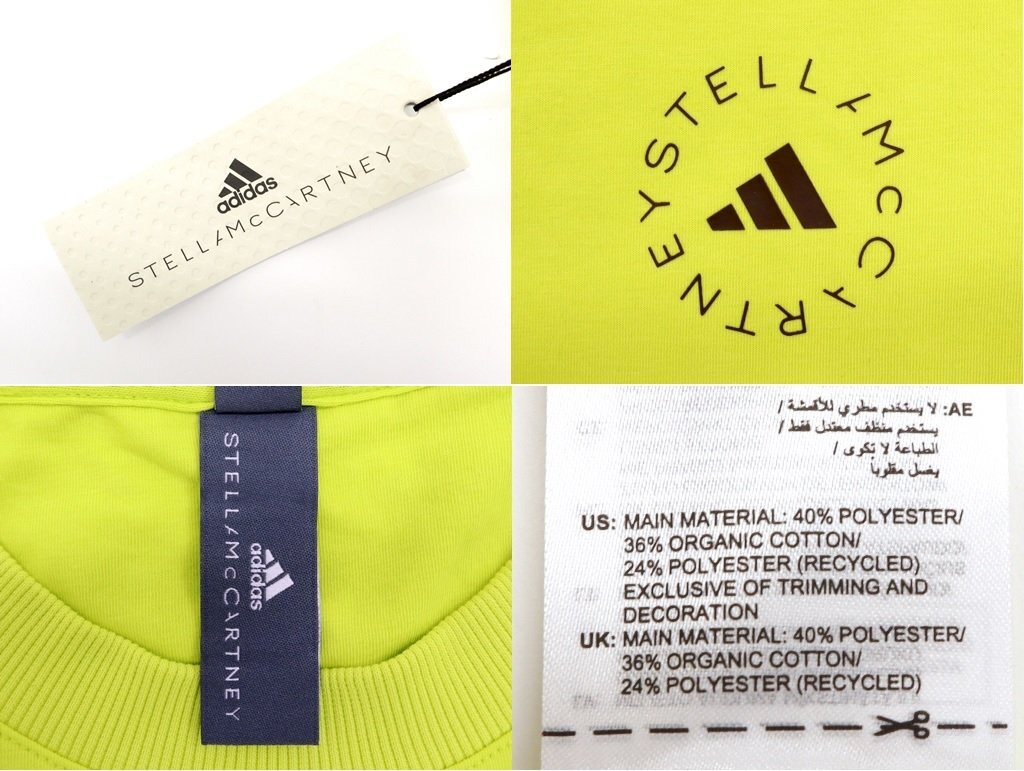 adidas
STELLAMcCARTNEY
STELLAMcCARTNEY
STELLAMcCARTNEY
adidas
AE: لا يستخدم مطري للأقمشة /
يستخدم منظف معتدل فقط /
الطباعة لا تكوى /
يغسل مقلوباً
US: MAIN MATERIAL: 40% POLYESTER/
36% ORGANIC COTTON/
24% POLYESTER (RECYCLED)
EXCLUSIVE OF TRIMMING AND
DECORATION
UK: MAIN MATERIAL: 40% POLYESTER/
36% ORGANIC COTTON/
24% POLYESTER (RECYCLED)